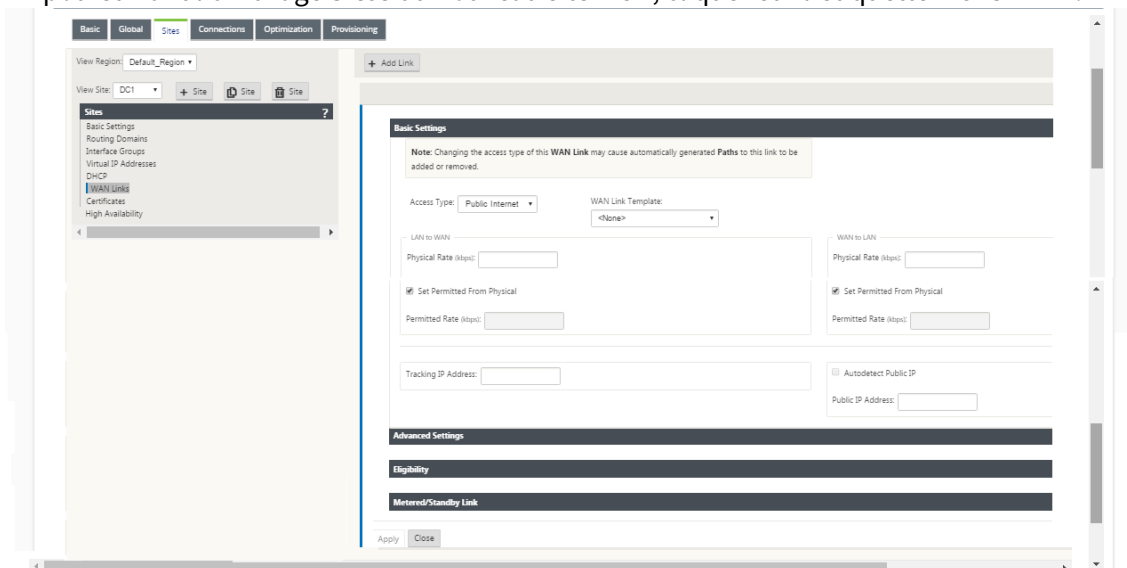 Basic Global Sites Connections Optimization Provisioning
View Region: Default_Region
+ Add Link
View Site: DC1 + Site Site Site
Sites ?
Basic Settings
Routing Domains
Interface Groups
Virtual IP Addresses
DHCP
WAN Links
Certificates
High Availability
Basic Settings
Note: Changing the access type of this WAN Link may cause automatically generated Paths to this link to be
added or removed.
Access Type: Public Internet
WAN Link Template:
<None>
LAN to WAN
Physical Rate (kbps):
Set Permitted From Physical
Permitted Rate (kbps):
WAN to LAN
Physical Rate (kbps):
Set Permitted From Physical
Permitted Rate (kbps):
Tracking IP Address:
Autodetect Public IP
Public IP Address:
Advanced Settings
Eligibility
Metered/Standby Link
Apply Close